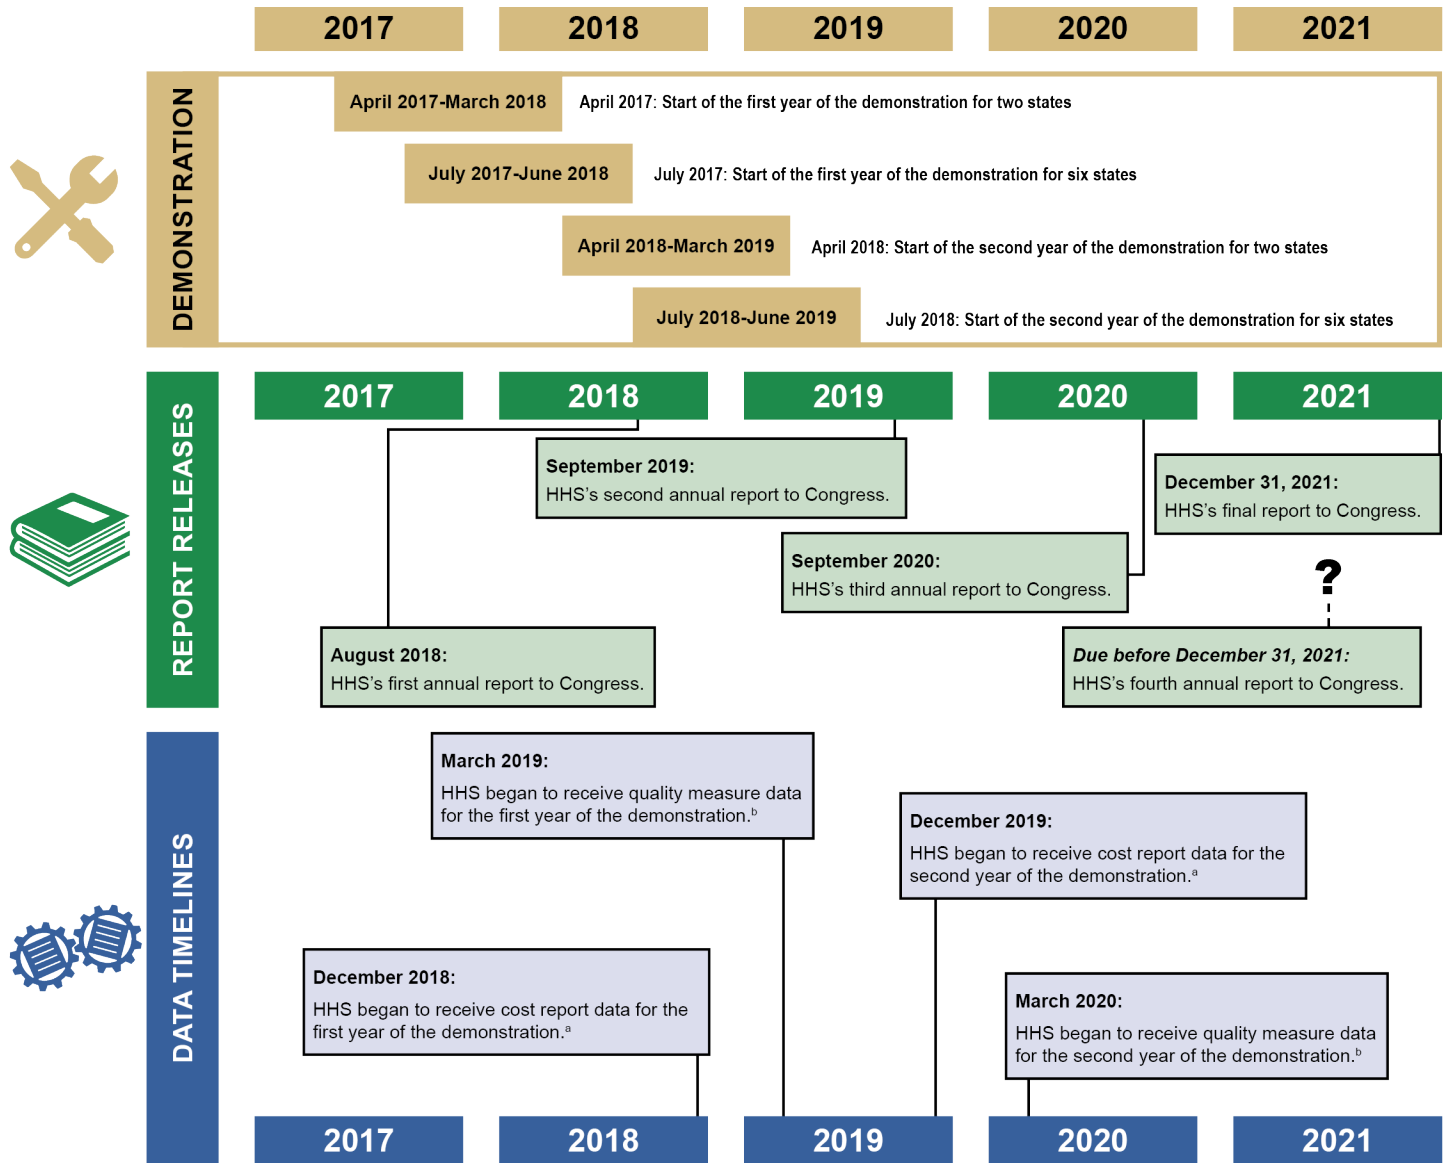 2017 2018 2019 2020 2021
DEMONSTRATION
April 2017-March 2018 April 2017: Start of the first year of the demonstration for two states
July 2017-June 2018 July 2017: Start of the first year of the demonstration for six states
April 2018-March 2019 April 2018: Start of the second year of the demonstration for two states
July 2018-June 2019 July 2018: Start of the second year of the demonstration for six states
REPORT RELEASES
2017 2018 2019 2020 2021
September 2019:
HHS's second annual report to Congress.
December 31, 2021:
HHS's final report to Congress.
September 2020:
HHS's third annual report to Congress.
?
August 2018:
HHS's first annual report to Congress.
Due before December 31, 2021:
HHS's fourth annual report to Congress.
DATA TIMELINES
March 2019:
HHS began to receive quality measure data
for the first year of the demonstration.b
December 2019:
HHS began to receive cost report data for the
second year of the demonstration.a
December 2018:
HHS began to receive cost report data for the
first year of the demonstration.a
March 2020:
HHS began to receive quality measure data
for the second year of the demonstration.b
2017 2018 2019 2020 2021